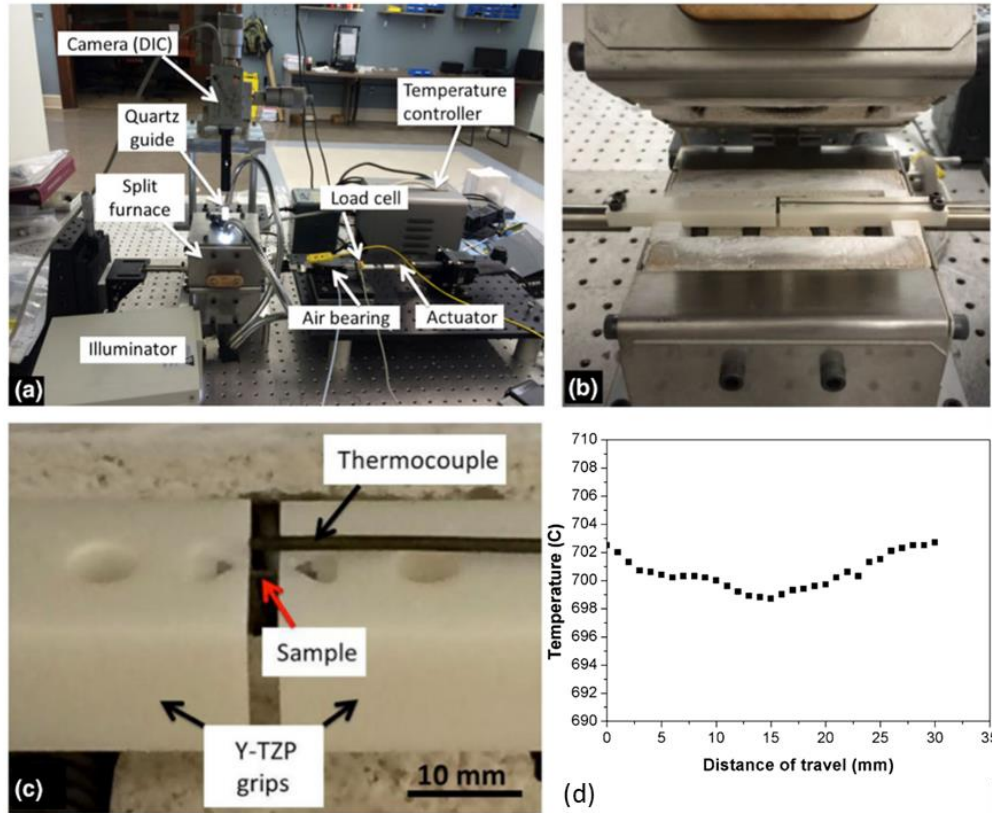 Camera (DIC)
Quartz
guide
Split
furnace
Temperature
controller
Load cell
Air bearing
Actuator
Illuminator
(a)
(b)
Thermocouple
Sample
Y-TZP
grips
10 mm
(c)
710
708
706
704
702
700
698
696
694
692
690
Temperature (C)
0
5
10
15
20
25
30
35
Distance of travel (mm)
(d)